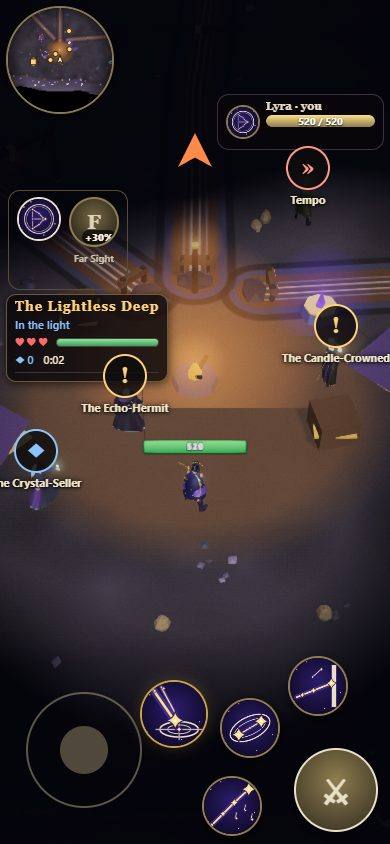 Lyra · you
520 / 520
Tempo
F
+30%
Far Sight
The Lightless Deep
In the light
0 0:02
!
The Candle-Crowned
!
The Echo-Hermit
520
he Crystal-Seller